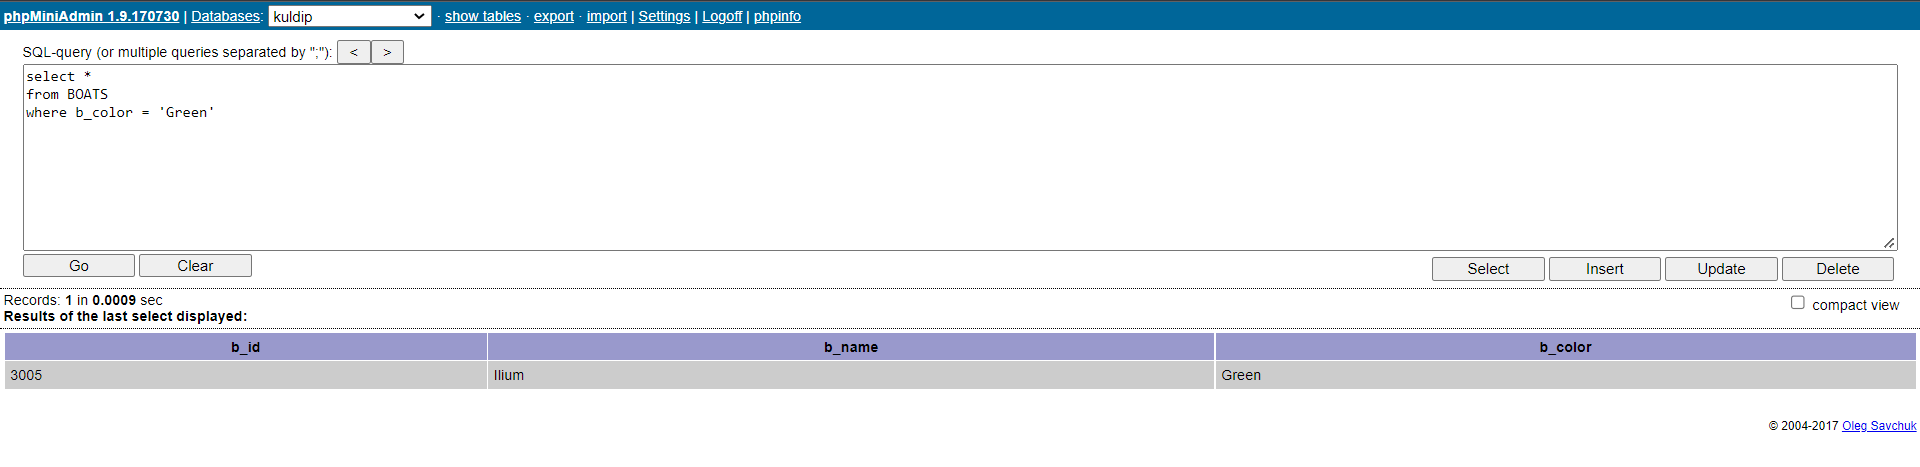 phpMiniAdmin 1.9.170730 | Databases: kuldip · show tables · export · import | Settings | Logoff | phpinfo
SQL-query (or multiple queries separated by ";"): < >
select *
from BOATS
where b_color = 'Green'
Go Clear Select Insert Update Delete
Records: 1 in 0.0009 sec compact view
Results of the last select displayed:
b_id b_name b_color
3005 Ilium Green
© 2004-2017 Oleg Savchuk